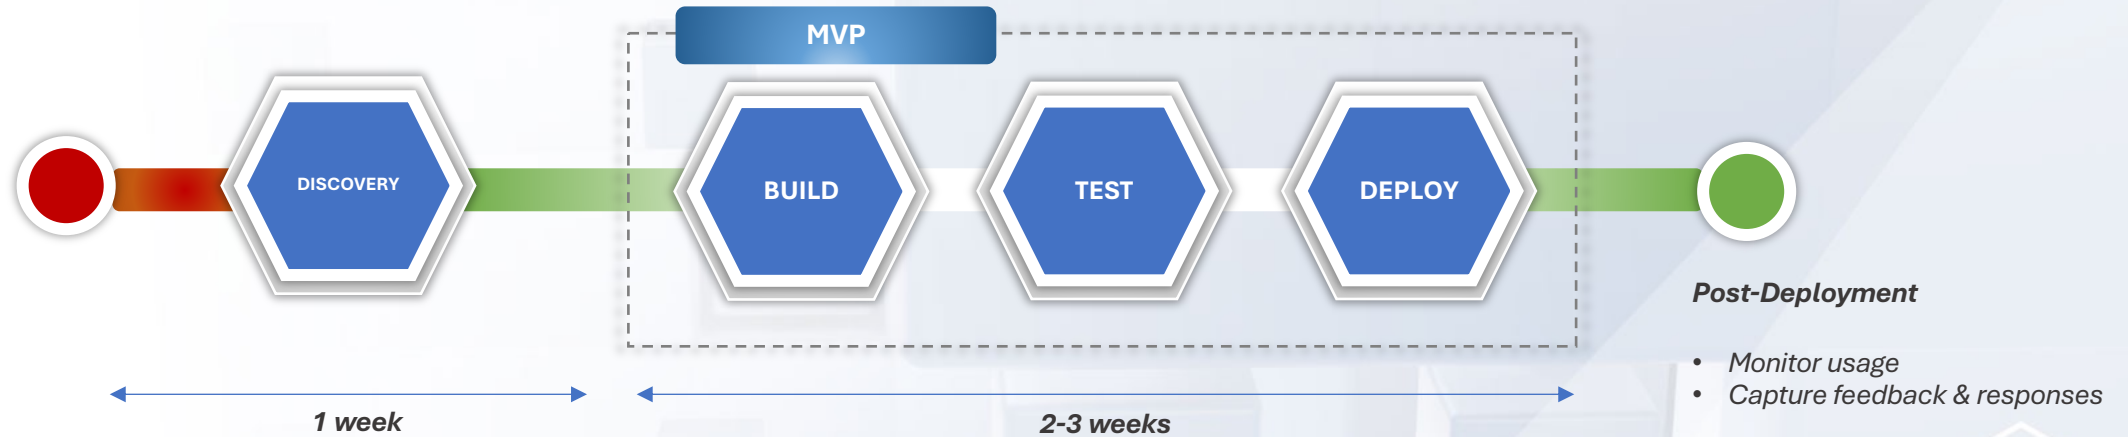 MVP
DISCOVERY
BUILD
TEST
DEPLOY
Post-Deployment
• Monitor usage
• Capture feedback & responses
1 week
2-3 weeks